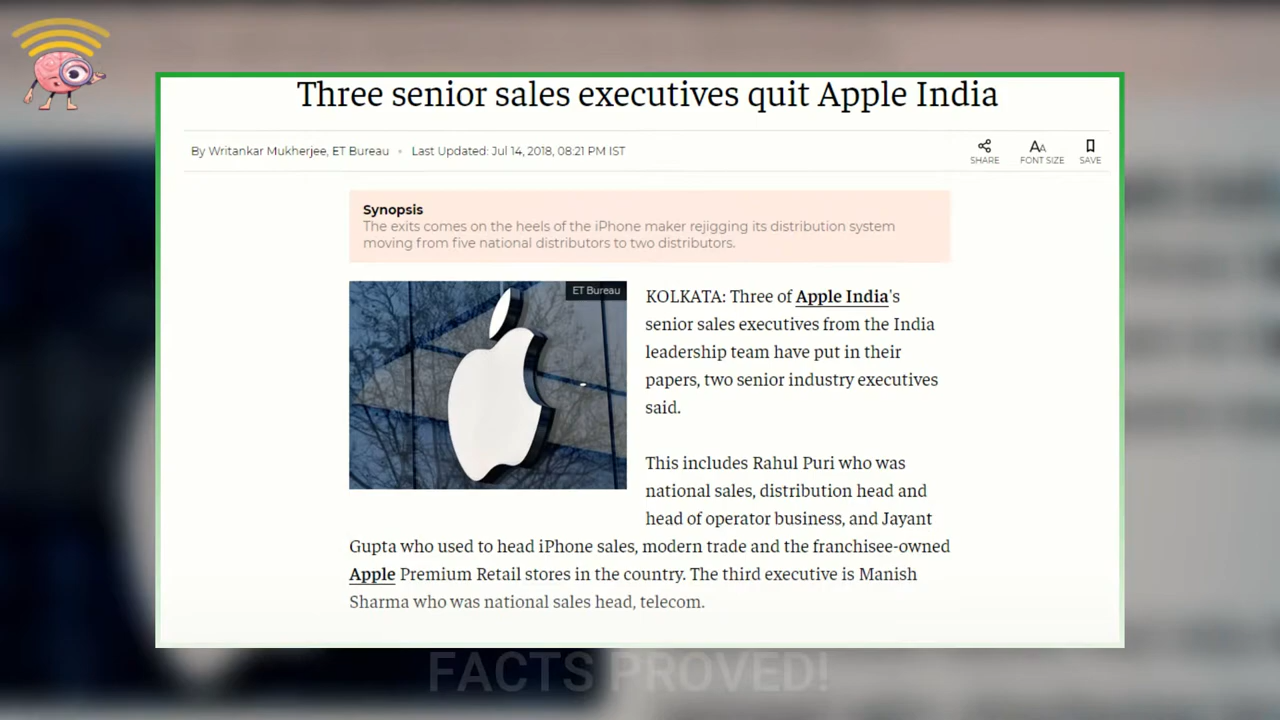 Three senior sales executives quit Apple India
By Writankar Mukherjee, ET Bureau • Last Updated: Jul 14, 2018, 08:21 PM IST
SHARE
AA
FONT SIZE
SAVE
Synopsis
The exits comes on the heels of the iPhone maker rejigging its distribution system
moving from five national distributors to two distributors.
ET Bureau
KOLKATA: Three of Apple India's
senior sales executives from the India
leadership team have put in their
papers, two senior industry executives
said.
This includes Rahul Puri who was
national sales, distribution head and
head of operator business, and Jayant
Gupta who used to head iPhone sales, modern trade and the franchisee-owned
Apple Premium Retail stores in the country. The third executive is Manish
Sharma who was national sales head, telecom.
FACTS PROVED!